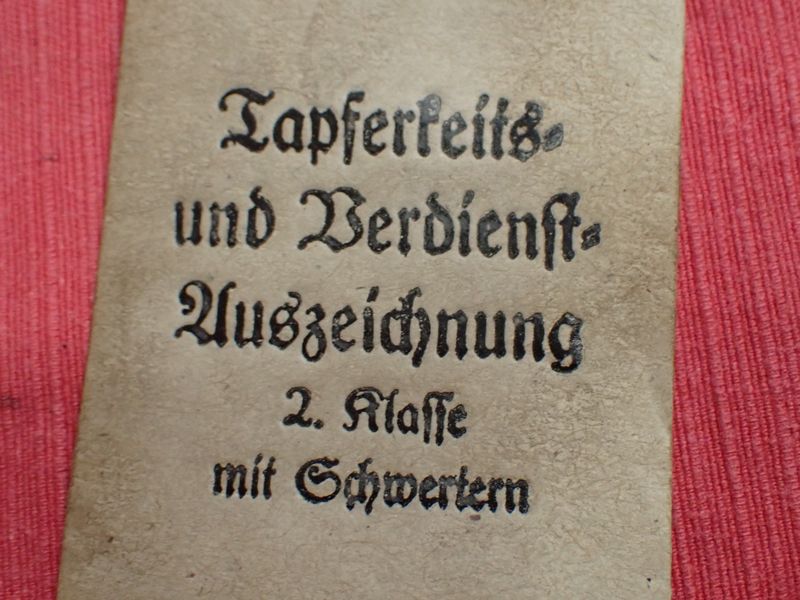 Tapferkeits-
und Verdienst-
Auszeichnung
2. Klasse
mit Schwertern